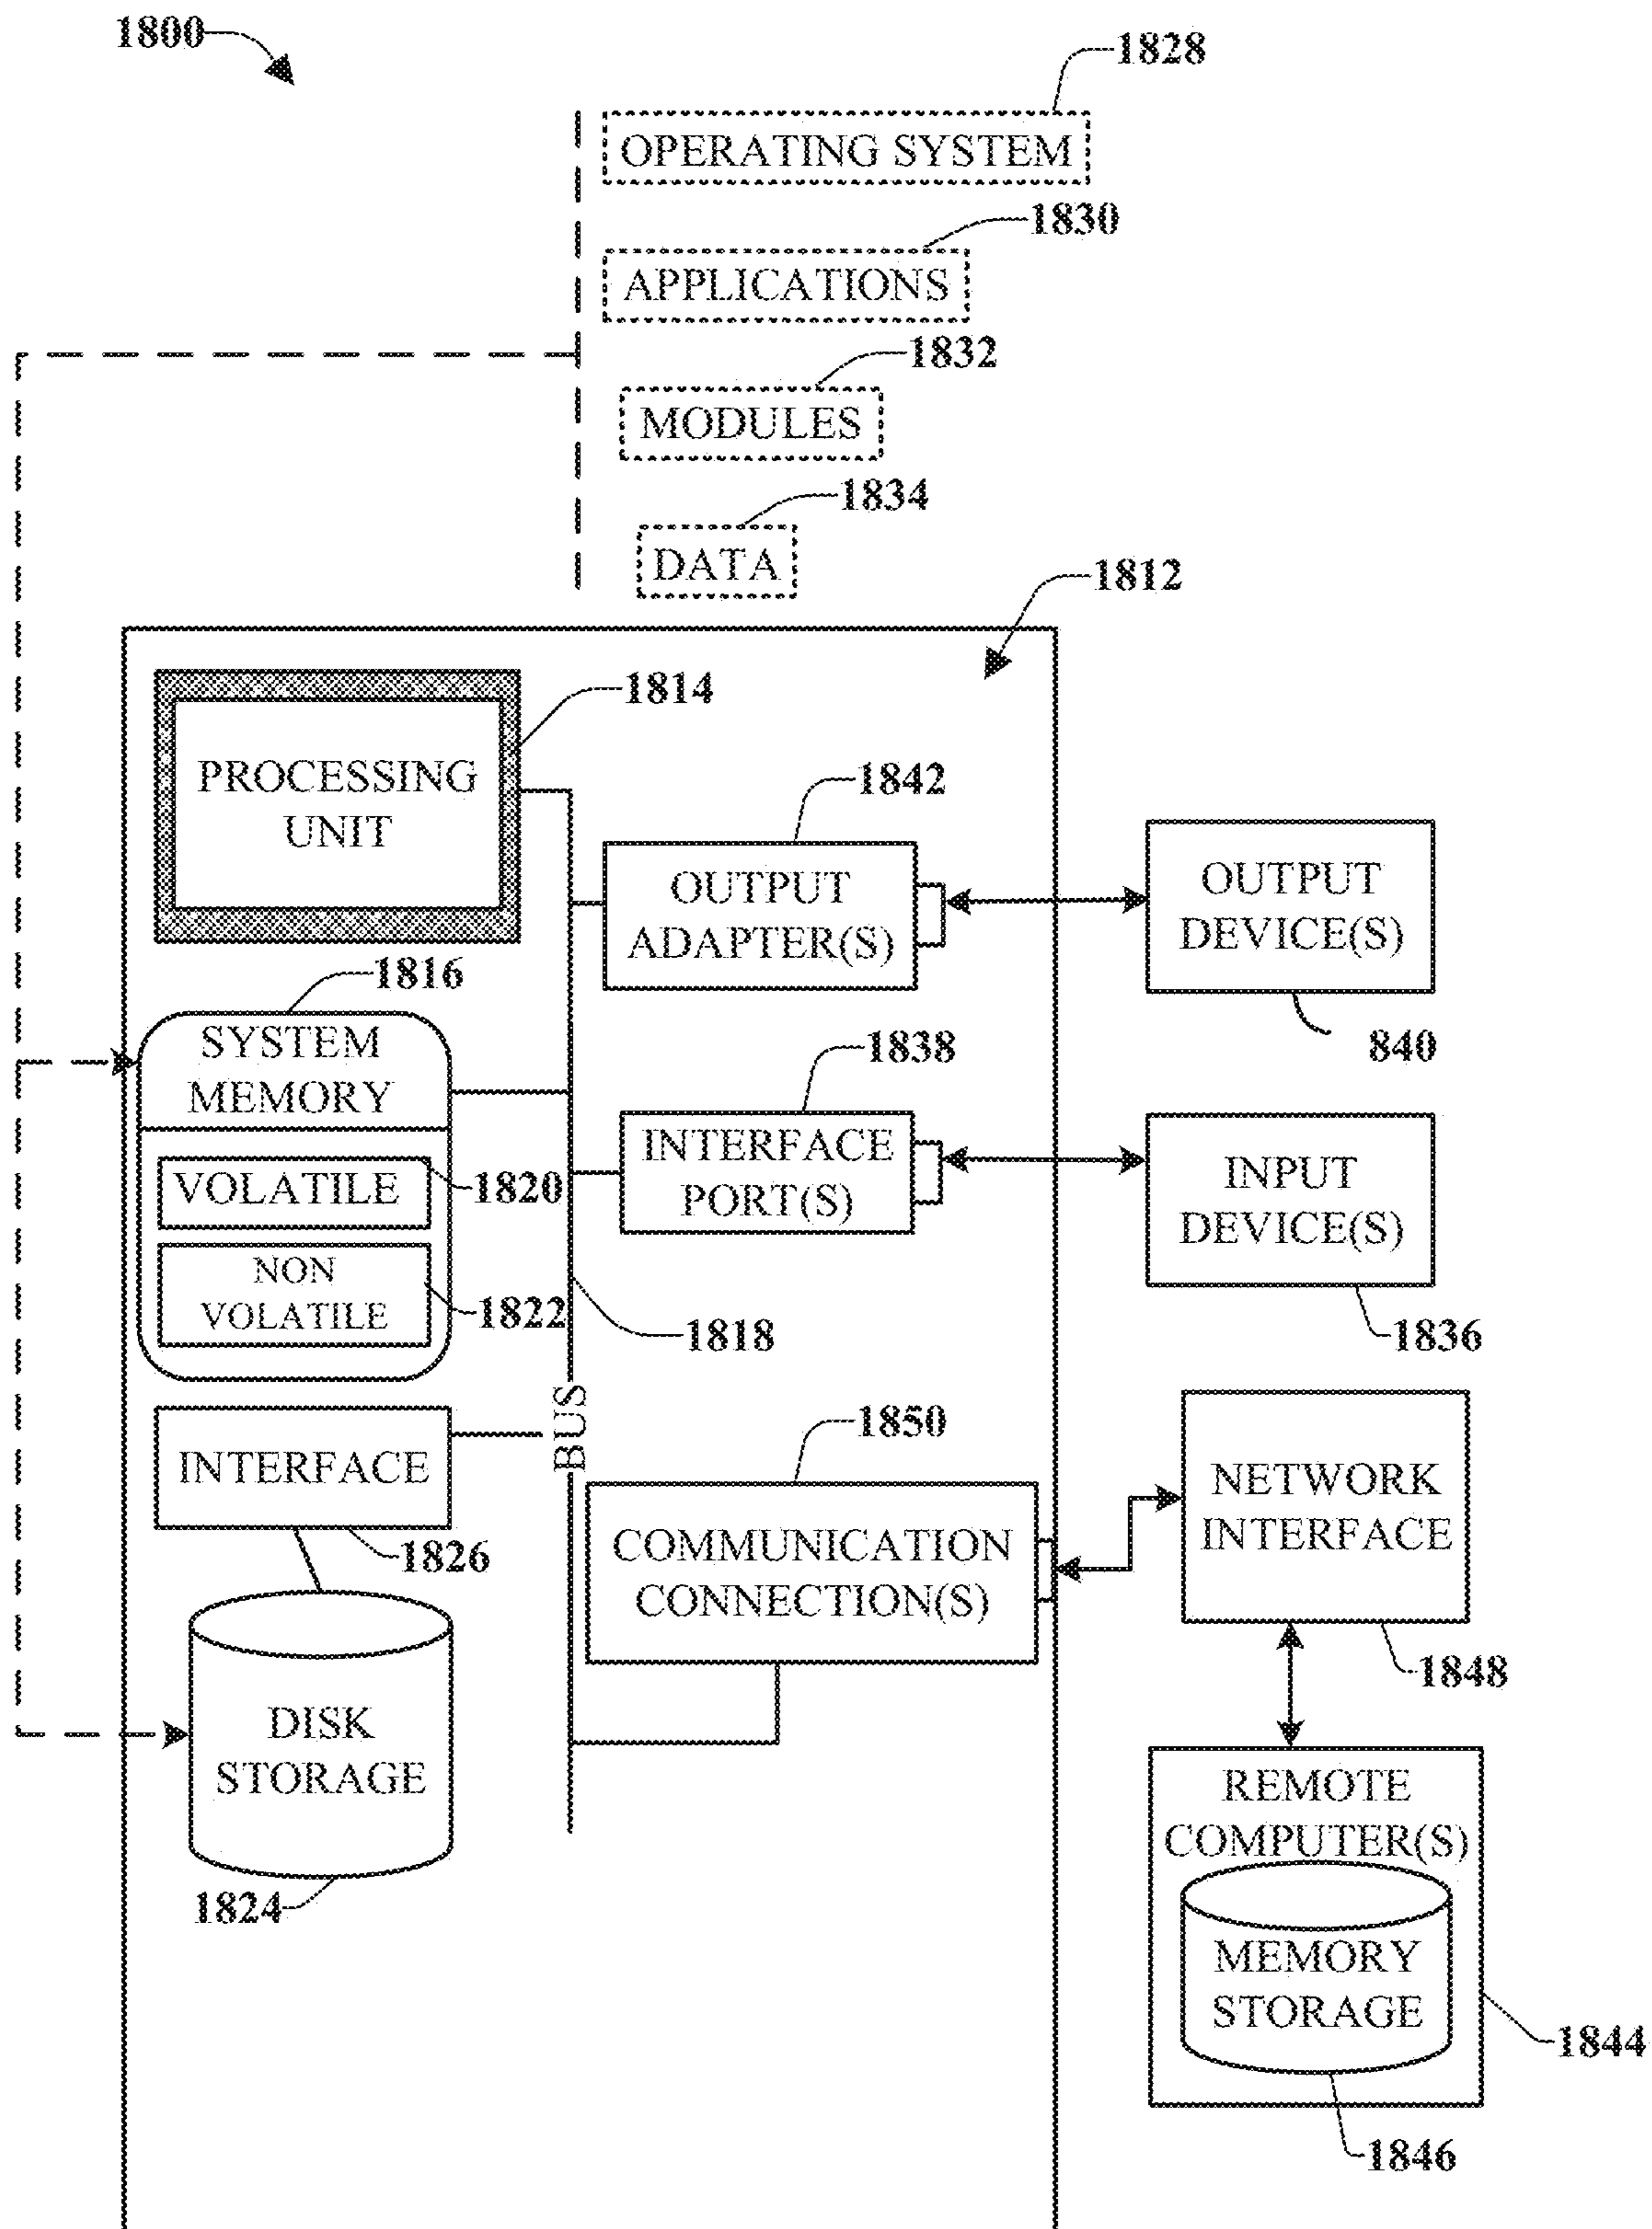 1800
1828
OPERATING SYSTEM
1830
APPLICATIONS
1832
MODULES
1834
DATA
1812
1814
PROCESSING
UNIT
1842
OUTPUT
ADAPTER(S)
OUTPUT
DEVICE(S)
840
1816
SYSTEM
MEMORY
VOLATILE
1820
NON
VOLATILE
1822
1838
INTERFACE
PORT(S)
INPUT
DEVICE(S)
1836
1818
BUS
INTERFACE
1826
1850
COMMUNICATION
CONNECTION(S)
NETWORK
INTERFACE
1848
DISK
STORAGE
1824
REMOTE
COMPUTER(S)
MEMORY
STORAGE
1844
1846